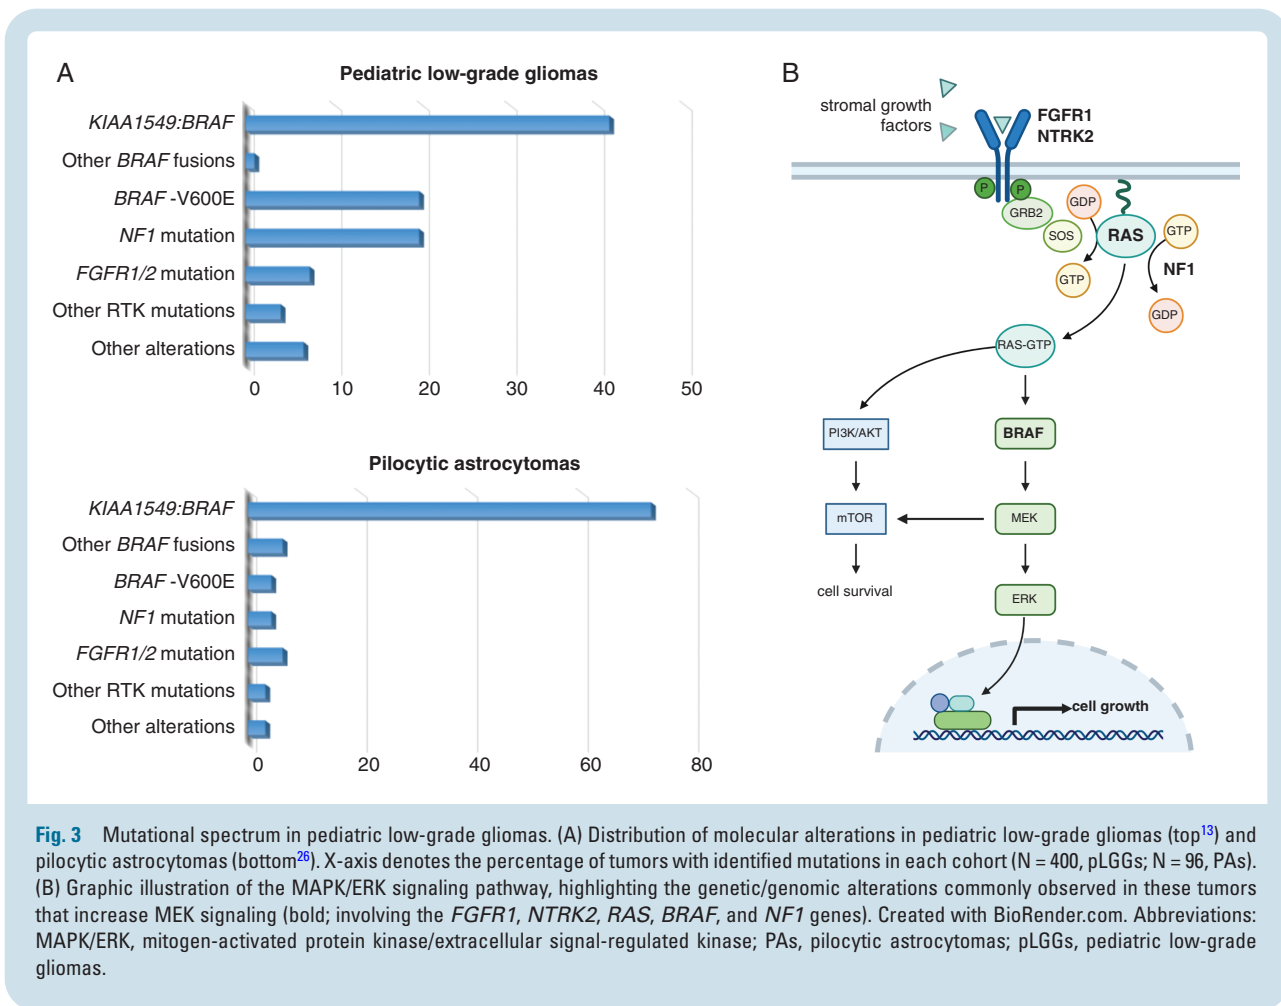 A
Pediatric low-grade gliomas
KIAA1549:BRAF
Other BRAF fusions
BRAF -V600E
NF1 mutation
FGFR1/2 mutation
Other RTK mutations
Other alterations
0 10 20 30 40 50
Pilocytic astrocytomas
KIAA1549:BRAF
Other BRAF fusions
BRAF -V600E
NF1 mutation
FGFR1/2 mutation
Other RTK mutations
Other alterations
0 20 40 60 80
B
stromal growth
factors
FGFR1
NTRK2
P
P
GRB2
SOS
GDP
GTP
RAS
GTP
NF1
GDP
RAS-GTP
PI3K/AKT
BRAF
mTOR
MEK
cell survival
ERK
cell growth
Fig. 3 Mutational spectrum in pediatric low-grade gliomas. (A) Distribution of molecular alterations in pediatric low-grade gliomas (top13) and
pilocytic astrocytomas (bottom26). X-axis denotes the percentage of tumors with identified mutations in each cohort (N = 400, pLGGs; N = 96, PAs).
(B) Graphic illustration of the MAPK/ERK signaling pathway, highlighting the genetic/genomic alterations commonly observed in these tumors
that increase MEK signaling (bold; involving the FGFR1, NTRK2, RAS, BRAF, and NF1 genes). Created with BioRender.com. Abbreviations:
MAPK/ERK, mitogen-activated protein kinase/extracellular signal-regulated kinase; PAs, pilocytic astrocytomas; pLGGs, pediatric low-grade
gliomas.